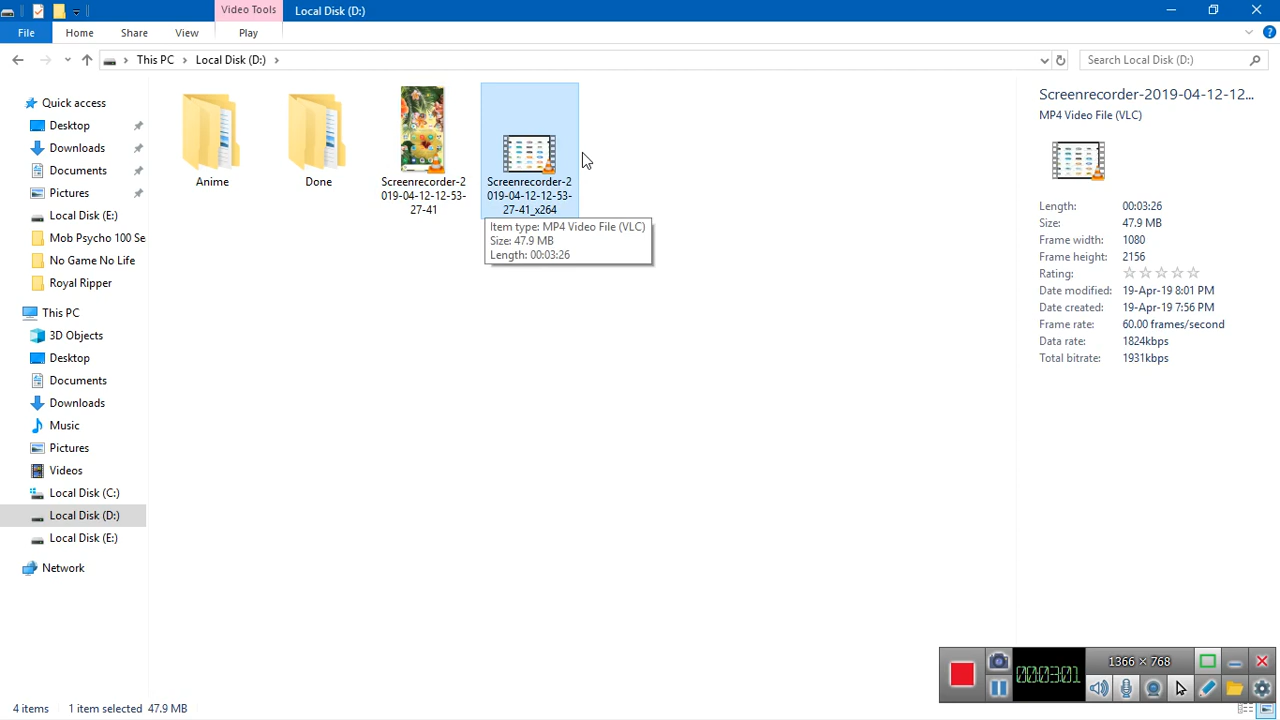 Video Tools
Local Disk (D:)
File
Home
Share
View
Play
This PC
Local Disk (D:)
Search Local Disk (D:)
Quick access
Desktop
Downloads
Documents
Pictures
Local Disk (E:)
Mob Psycho 100 Se
No Game No Life
Royal Ripper
This PC
3D Objects
Desktop
Documents
Downloads
Music
Pictures
Videos
Local Disk (C:)
Local Disk (D:)
Local Disk (E:)
Network
Anime
Done
Screenrecorder-2
019-04-12-12-53-
27-41
Screenrecorder-2
019-04-12-12-53-
27-41_x264
Item type: MP4 Video File (VLC)
Size: 47.9 MB
Length: 00:03:26
Screenrecorder-2019-04-12-12...
MP4 Video File (VLC)
Length: 00:03:26
Size: 47.9 MB
Frame width: 1080
Frame height: 2156
Rating:
Date modified: 19-Apr-19 8:01 PM
Date created: 19-Apr-19 7:56 PM
Frame rate: 60.00 frames/second
Data rate: 1824kbps
Total bitrate: 1931kbps
00:03:01
1366 × 768
4 items
1 item selected 47.9 MB